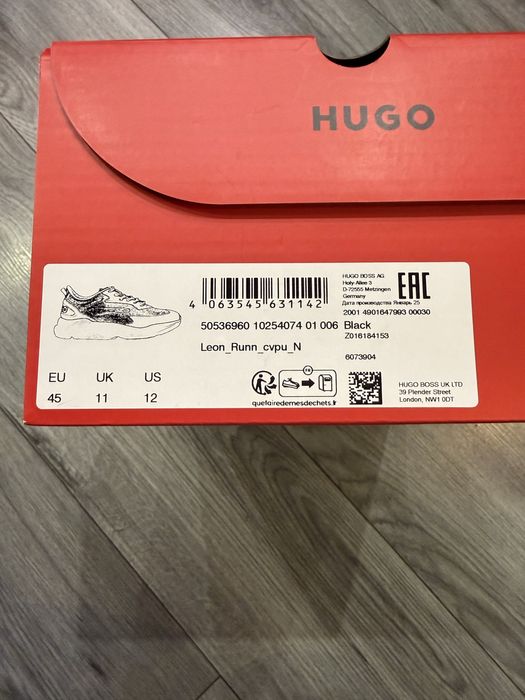 HUGO
4 063545 631142
50536960 10254074 01 006 Black
Leon_Runn_cvpu_N
HUGO BOSS AG
Holy-Allee 3
D-72555 Metzingen
Germany
Дата производства Январь 25
EAC
2001 4901647993 00030
Z016184153
6073904
EU UK US
45 11 12
FR
quefairedemesdechets.fr
HUGO BOSS UK LTD
39 Plender Street
London, NW1 0DT